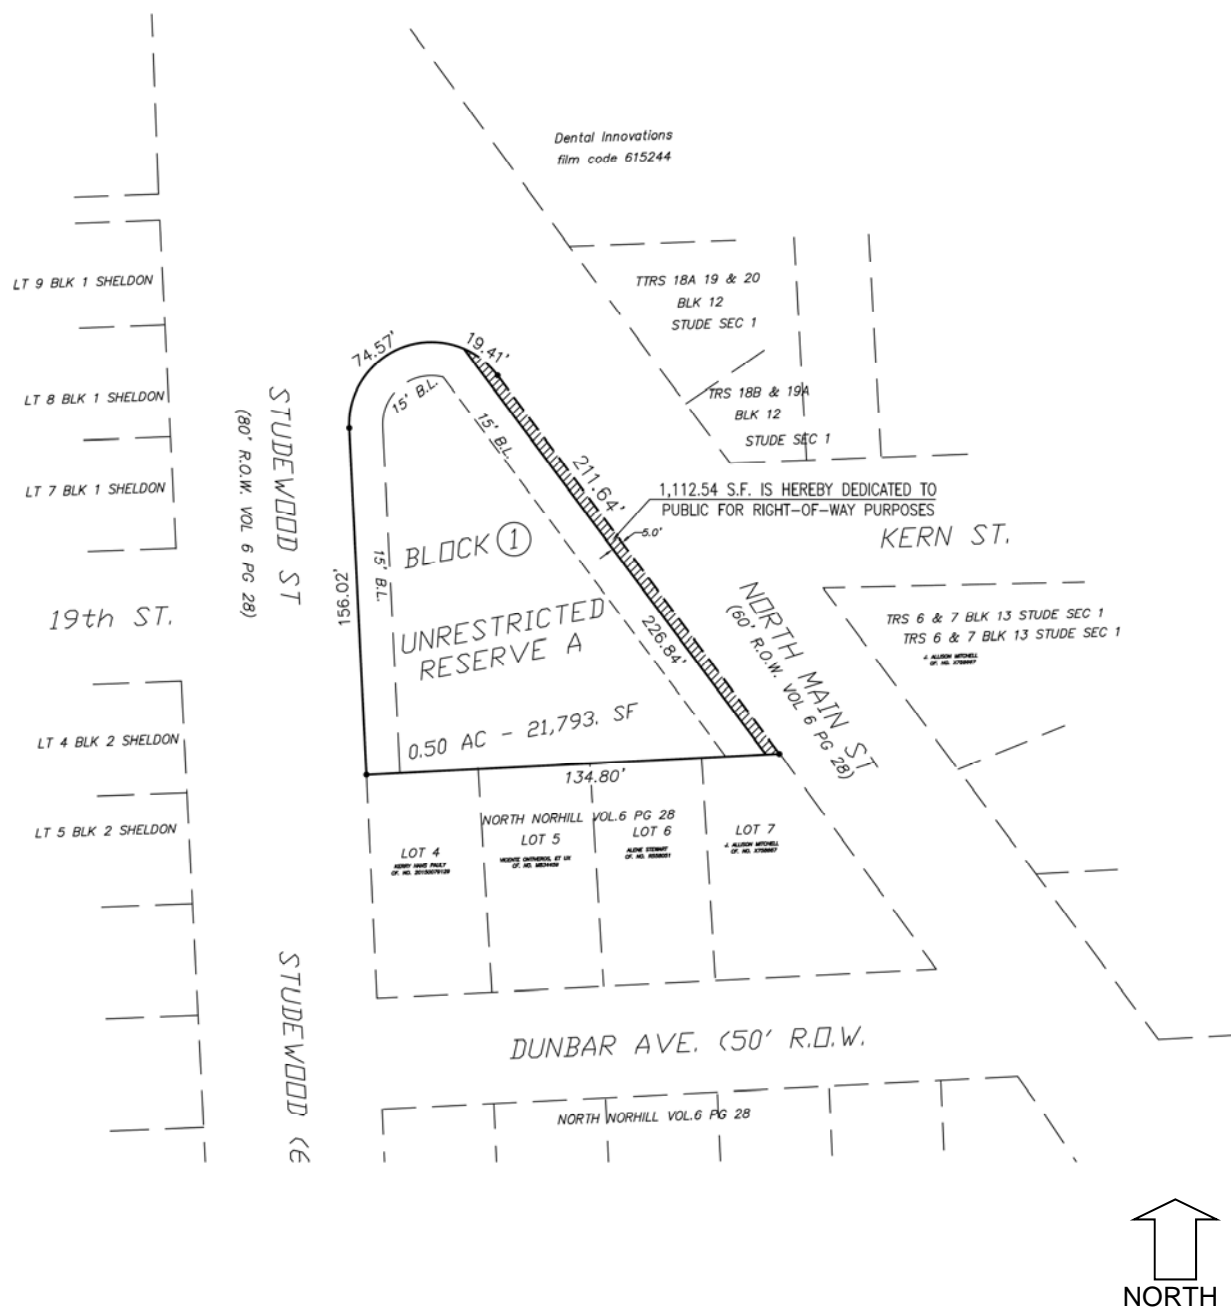 Dental Innovations
film code 615244
LT 9 BLK 1 SHELDON
TTRS 18A 19 & 20
BLK 12
STUDE SEC 1
74.57'
19.41'
LT 8 BLK 1 SHELDON
15' B.L.
15' B.L.
TRS 18B & 19A
BLK 12
STUDE SEC 1
STUDEWOOD ST
(80' R.O.W. VOL 6 PG 28)
LT 7 BLK 1 SHELDON
211.64'
1,112.54 S.F. IS HEREBY DEDICATED TO
PUBLIC FOR RIGHT-OF-WAY PURPOSES
5.0'
KERN ST.
BLOCK 1
15' B.L.
156.02'
19th ST.
UNRESTRICTED
RESERVE A
226.84'
NORTH MAIN ST
(60' R.O.W. VOL 6 PG 28)
TRS 6 & 7 BLK 13 STUDE SEC 1
TRS 6 & 7 BLK 13 STUDE SEC 1
J. ALLISON MITCHELL
LT 4 BLK 2 SHELDON
0.50 AC - 21,793. SF
134.80'
LT 5 BLK 2 SHELDON
NORTH NORHILL VOL.6 PG 28
LOT 4
LOT 5
LOT 6
LOT 7
ALENE STEWART
J. ALLISON MITCHELL
STUDEWOOD (6
DUNBAR AVE. (50' R.O.W.
NORTH NORHILL VOL.6 PG 28
NORTH